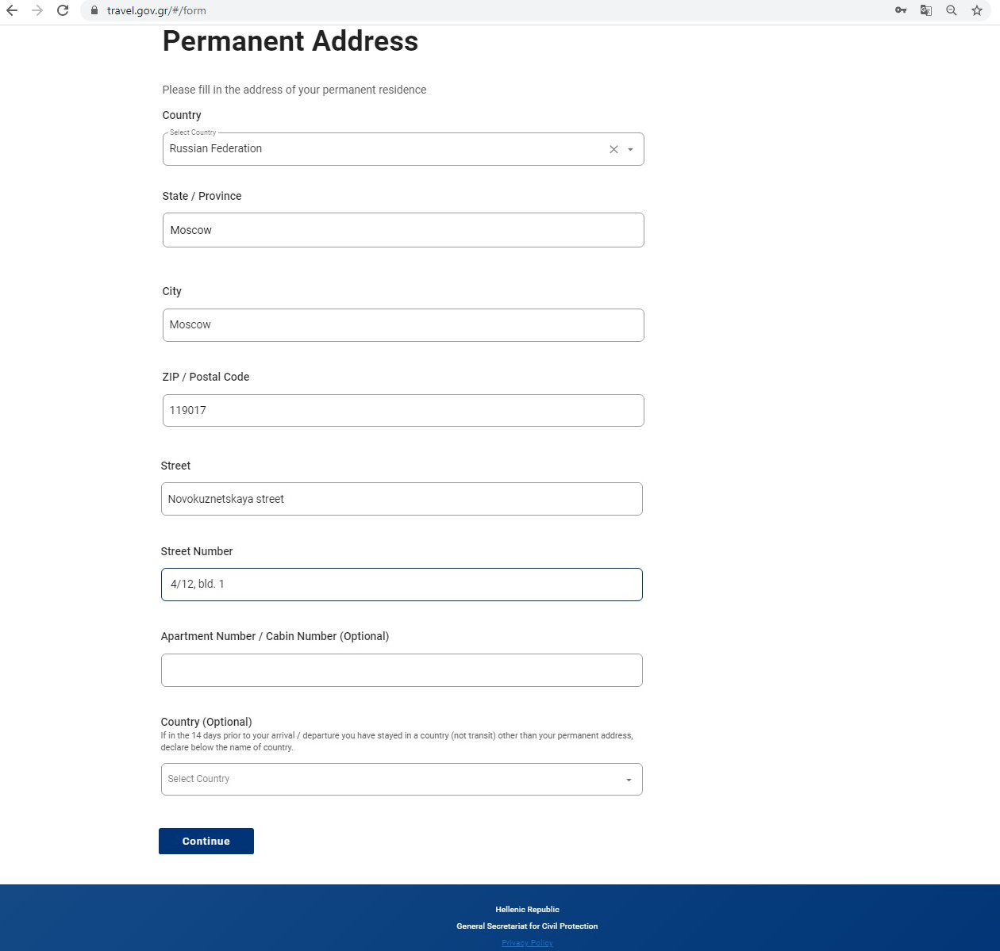 travel.gov.gr/#/form
Permanent Address
Please fill in the address of your permanent residence
Country
Select Country
Russian Federation
State / Province
Moscow
City
Moscow
ZIP / Postal Code
119017
Street
Novokuznetskaya street
Street Number
4/12, bld. 1
Apartment Number / Cabin Number (Optional)
Country (Optional)
If in the 14 days prior to your arrival / departure you have stayed in a country (not transit) other than your permanent address,
declare below the name of country.
Select Country
Continue
Hellenic Republic
General Secretariat for Civil Protection
Privacy Policy